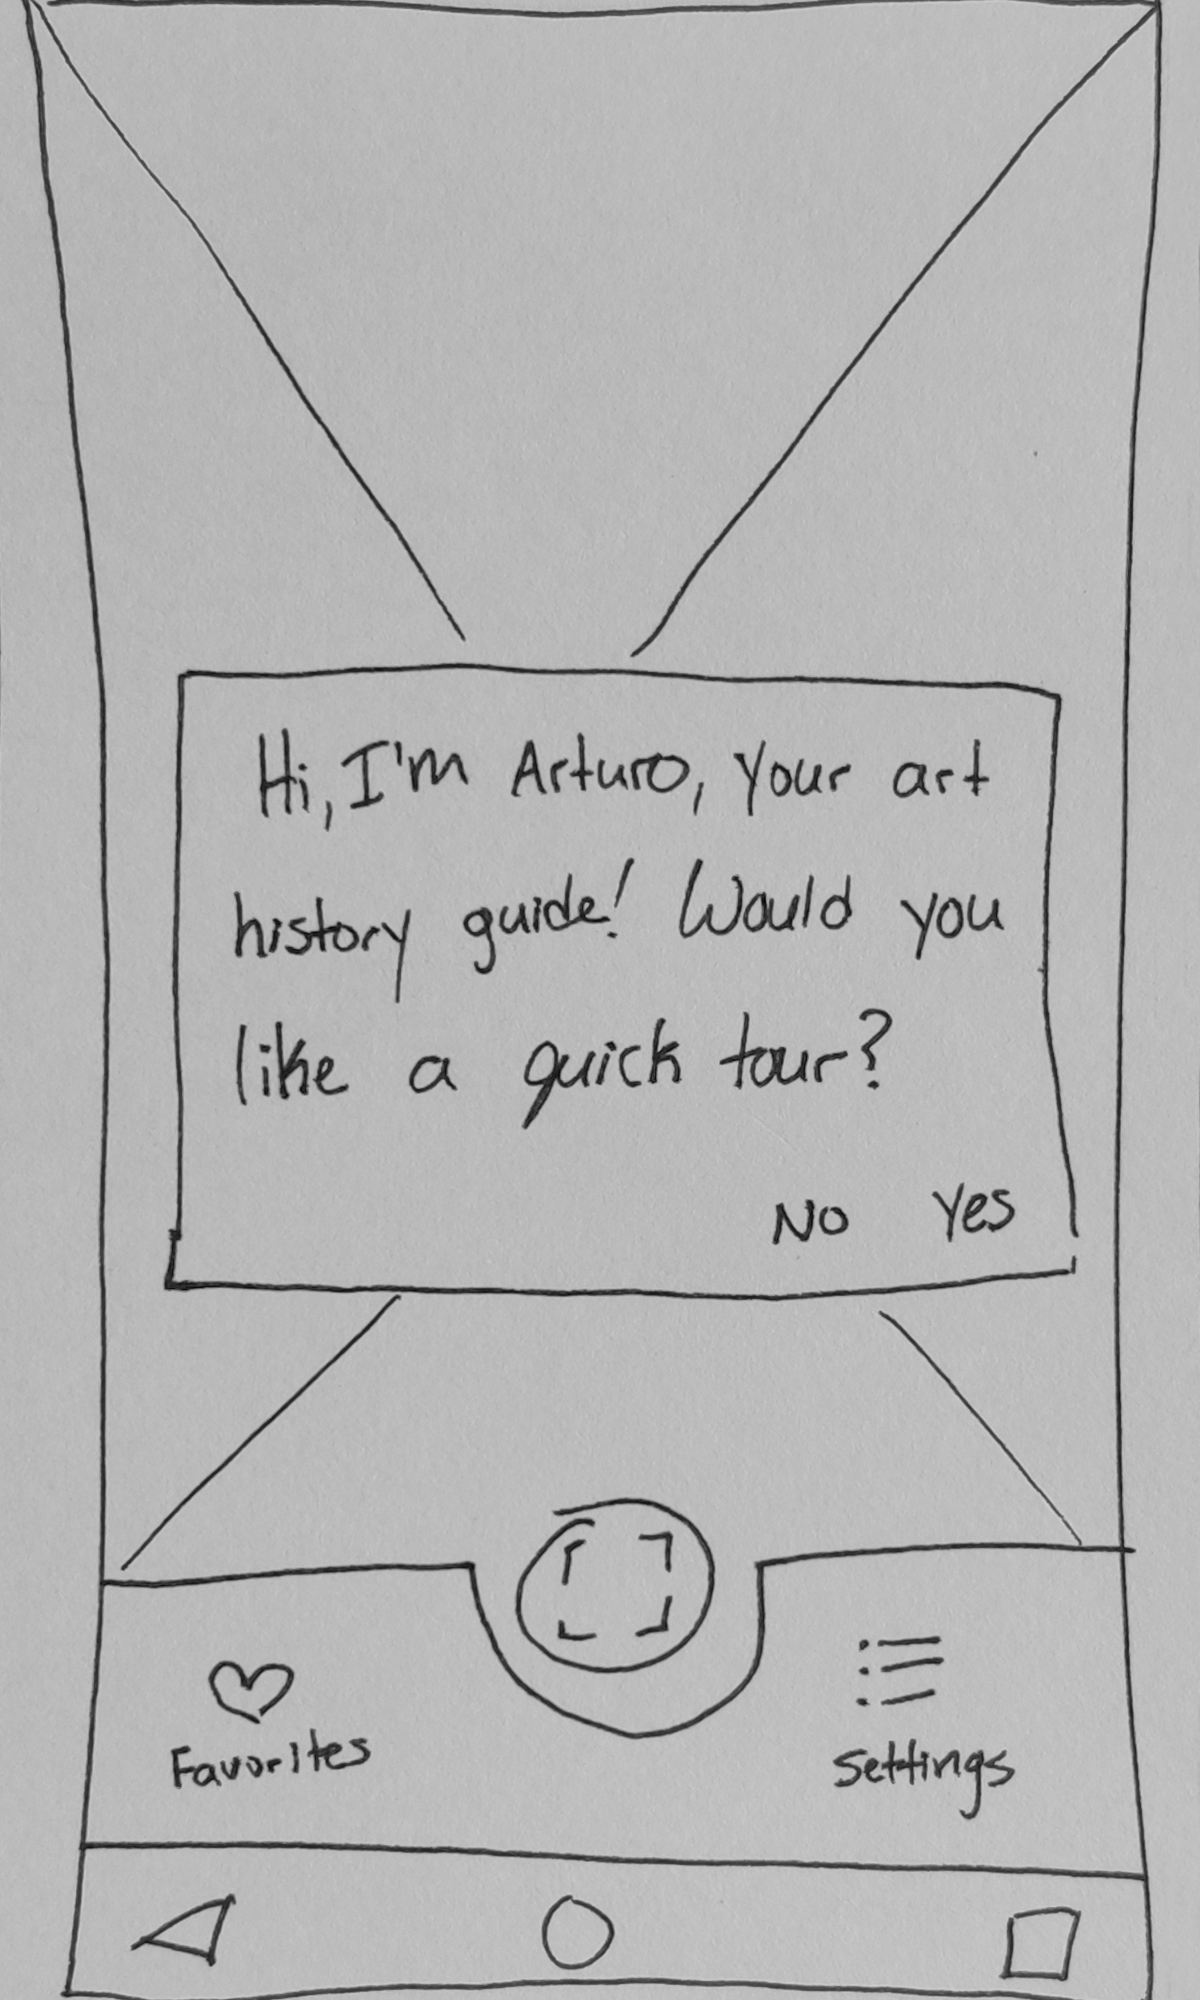 Hi, I'm Arturo, Your art
history guide! Would you
like a quick tour?
No Yes
Favorites
Settings